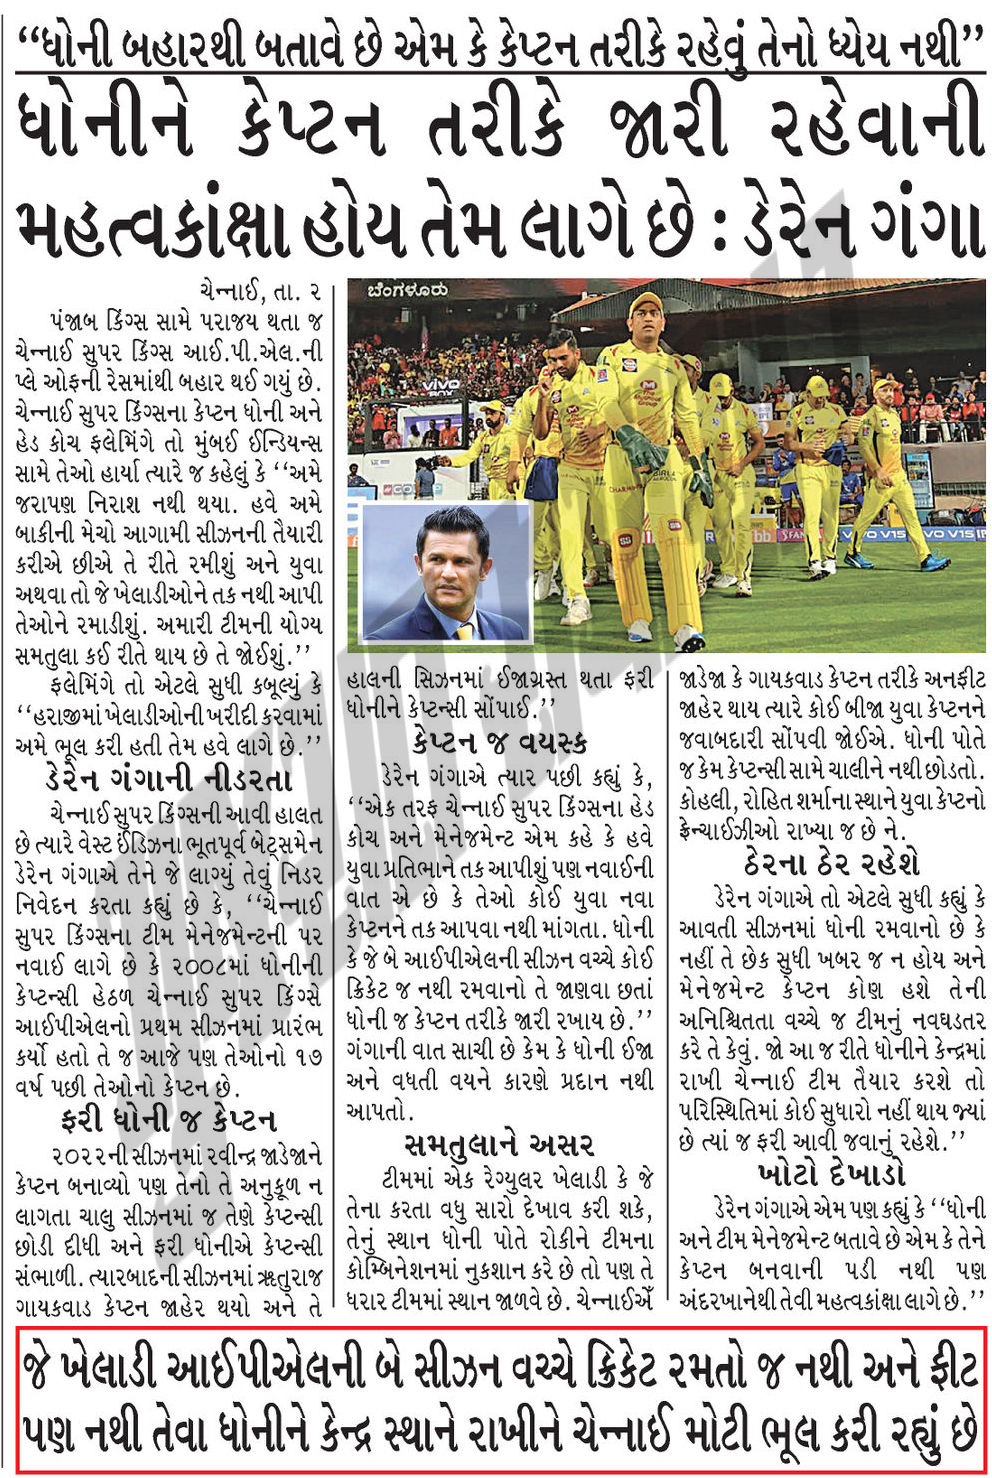 “ધોની બહારથી બતાવે છે એમ કે કેપ્ટન તરીકે રહેવું તેનો ધ્યેય નથી”
ધોનીને કેપ્ટન તરીકે જારી રહેવાની
મહત્વકાંક્ષા હોય તેમ લાગે છે : ડેરેન ગંગા
ચેન્નાઈ, તા. ૨
પંજાબ કિંગ્સ સામે પરાજય થતા જ
ચેન્નાઈ સુપર કિંગ્સ આઈ.પી.એલ.ની
પ્લે ઓફની રેસમાંથી બહાર થઈ ગયું છે.
ચેન્નાઈ સુપર કિંગ્સના કેપ્ટન ધોની અને
હેડ કોચ ફલેમિંગે તો મુંબઈ ઈન્ડિયન્સ
સામે તેઓ હાર્યા ત્યારે જ કહેલું કે ‘‘અમે
જરાપણ નિરાશ નથી થયા. હવે અમે
બાકીની મેચો આગામી સીઝનની તૈયારી
કરીએ છીએ તે રીતે રમીશું અને યુવા
અથવા તો જે ખેલાડીઓને તક નથી આપી
તેઓને રમાડીશું. અમારી ટીમની યોગ્ય
સમતુલા કઈ રીતે થાય છે તે જોઈશું.’’
ફલેમિંગે તો એટલે સુધી કબૂલ્યું કે
‘‘હરાજીમાં ખેલાડીઓની ખરીદી કરવામાં
અમે ભૂલ કરી હતી તેમ હવે લાગે છે.’’
ડેરેન ગંગાની નીડરતા
ચેન્નાઈ સુપર કિંગ્સની આવી હાલત
છે ત્યારે વેસ્ટ ઈંડિઝના ભૂતપૂર્વ બેટ્સમેન
ડેરેન ગંગાએ તેને જે લાગ્યું તેવું નિડર
નિવેદન કરતા કહ્યું છે કે, ‘‘ચેન્નાઈ
સુપર કિંગ્સના ટીમ મેનેજમેન્ટની પર
નવાઈ લાગે છે કે ૨૦૦૮માં ધોનીની
કેપ્ટન્સી હેઠળ ચેન્નાઈ સુપર કિંગ્સે
આઈપીએલનો પ્રથમ સીઝનમાં પ્રારંભ
કર્યો હતો તે જ આજે પણ તેઓનો ૧૭
વર્ષ પછી તેઓનો કેપ્ટન છે.
ફરી ધોની જ કેપ્ટન
૨૦૨૨ની સીઝનમાં રવીન્દ્ર જાડેજાને
કેપ્ટન બનાવ્યો પણ તેનો તે અનુકૂળ ન
લાગતા ચાલુ સીઝનમાં જ તેણે કેપ્ટન્સી
છોડી દીધી અને ફરી ધોનીએ કેપ્ટન્સી
સંભાળી. ત્યારબાદની સીઝનમાં ઋતુરાજ
ગાયકવાડ કેપ્ટન જાહેર થયો અને તે
ಬೆಂಗಳೂರು
હાલની સિઝનમાં ઈજાગ્રસ્ત થતા ફરી
ધોનીને કેપ્ટન્સી સોંપાઈ.’’
કેપ્ટન જ વયસ્ક
ડેરેન ગંગાએ ત્યાર પછી કહ્યું કે,
‘‘એક તરફ ચેન્નાઈ સુપર કિંગ્સના હેડ
કોચ અને મેનેજમેન્ટ એમ કહે કે હવે
યુવા પ્રતિભાને તક આપીશું પણ નવાઈની
વાત એ છે કે તેઓ કોઈ યુવા નવા
કેપ્ટનને તક આપવા નથી માંગતા. ધોની
કે જે બે આઈપીએલની સીઝન વચ્ચે કોઈ
ક્રિકેટ જ નથી રમવાનો તે જાણવા છતાં
ધોની જ કેપ્ટન તરીકે જારી રખાય છે.’’
ગંગાની વાત સાચી છે કેમ કે ધોની ઈજા
અને વધતી વયને કારણે પ્રદાન નથી
આપતો.
સમતુલાને અસર
ટીમમાં એક રેગ્યુલર ખેલાડી કે જે
તેના કરતા વધુ સારો દેખાવ કરી શકે,
તેનું સ્થાન ધોની પોતે રોકીને ટીમના
કોમ્બિનેશનમાં નુકશાન કરે છે તો પણ તે
ધરાર ટીમમાં સ્થાન જાળવે છે. ચેન્નાઈએ
જાડેજા કે ગાયકવાડ કેપ્ટન તરીકે અનફીટ
જાહેર થાય ત્યારે કોઈ બીજા યુવા કેપ્ટનને
જવાબદારી સોંપવી જોઈએ. ધોની પોતે
જ કેમ કેપ્ટન્સી સામે ચાલીને નથી છોડતો.
કોહલી, રોહિત શર્માના સ્થાને યુવા કેપ્ટનો
ફ્રેન્ચાઈઝીઓ રાખ્યા જ છે ને.
ઠેરના ઠેર રહેશે
ડેરેન ગંગાએ તો એટલે સુધી કહ્યું કે
આવતી સીઝનમાં ધોની રમવાનો છે કે
નહીં તે છેક સુધી ખબર જ ન હોય અને
મેનેજમેન્ટ કેપ્ટન કોણ હશે તેની
અનિશ્ચિતતા વચ્ચે જ ટીમનું નવઘડતર
કરે તે કેવું. જો આ જ રીતે ધોનીને કેન્દ્રમાં
રાખી ચેન્નાઈ ટીમ તૈયાર કરશે તો
પરિસ્થિતિમાં કોઈ સુધારો નહીં થાય જ્યાં
છે ત્યાં જ ફરી આવી જવાનું રહેશે.’’
ખોટો દેખાડો
ડેરેન ગંગાએ એમ પણ કહ્યું કે ‘‘ધોની
અને ટીમ મેનેજમેન્ટ બતાવે છે એમ કે તેને
કેપ્ટન બનવાની પડી નથી પણ
અંદરખાનેથી તેવી મહત્વકાંક્ષા લાગે છે.’’
જે ખેલાડી આઈપીએલની બે સીઝન વચ્ચે ક્રિકેટ રમતો જ નથી અને ફીટ
પણ નથી તેવા ધોનીને કેન્દ્ર સ્થાને રાખીને ચેન્નાઈ મોટી ભૂલ કરી રહ્યું છે